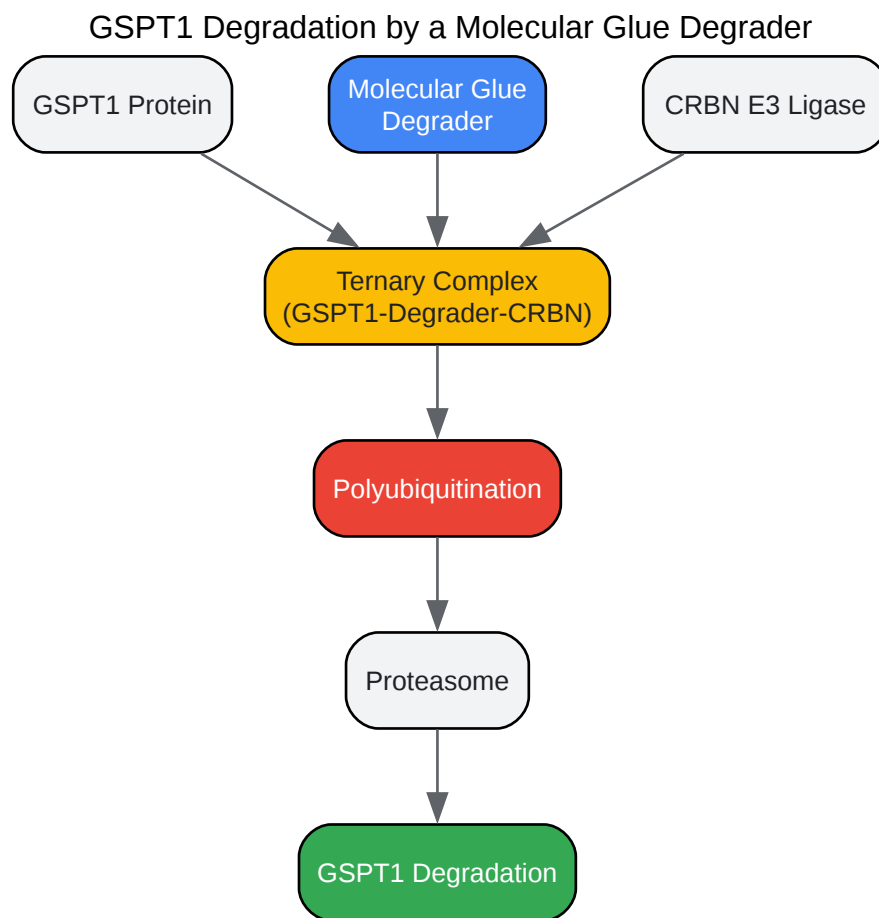 GSPT1 Degradation by a Molecular Glue Degrader
GSPT1 Protein
Molecular Glue
Degrader
CRBN E3 Ligase
Ternary Complex
(GSPT1-Degrader-CRBN)
Polyubiquitination
Proteasome
GSPT1 Degradation